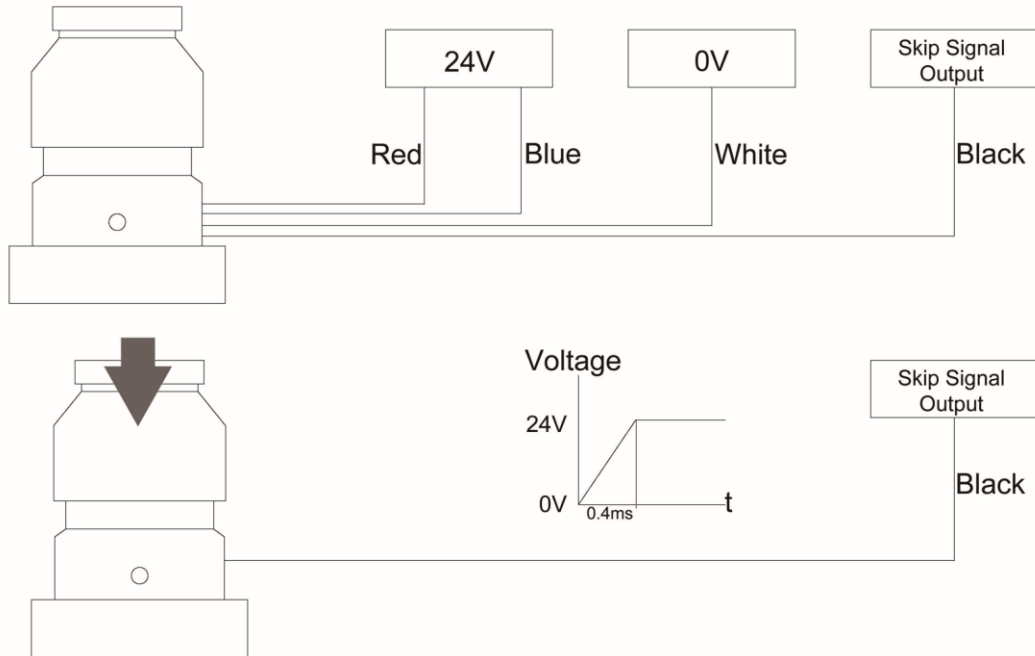 24V
0V
Skip Signal
Output
Red
Blue
White
Black
Voltage
24V
0V
0.4ms
t
Skip Signal
Output
Black